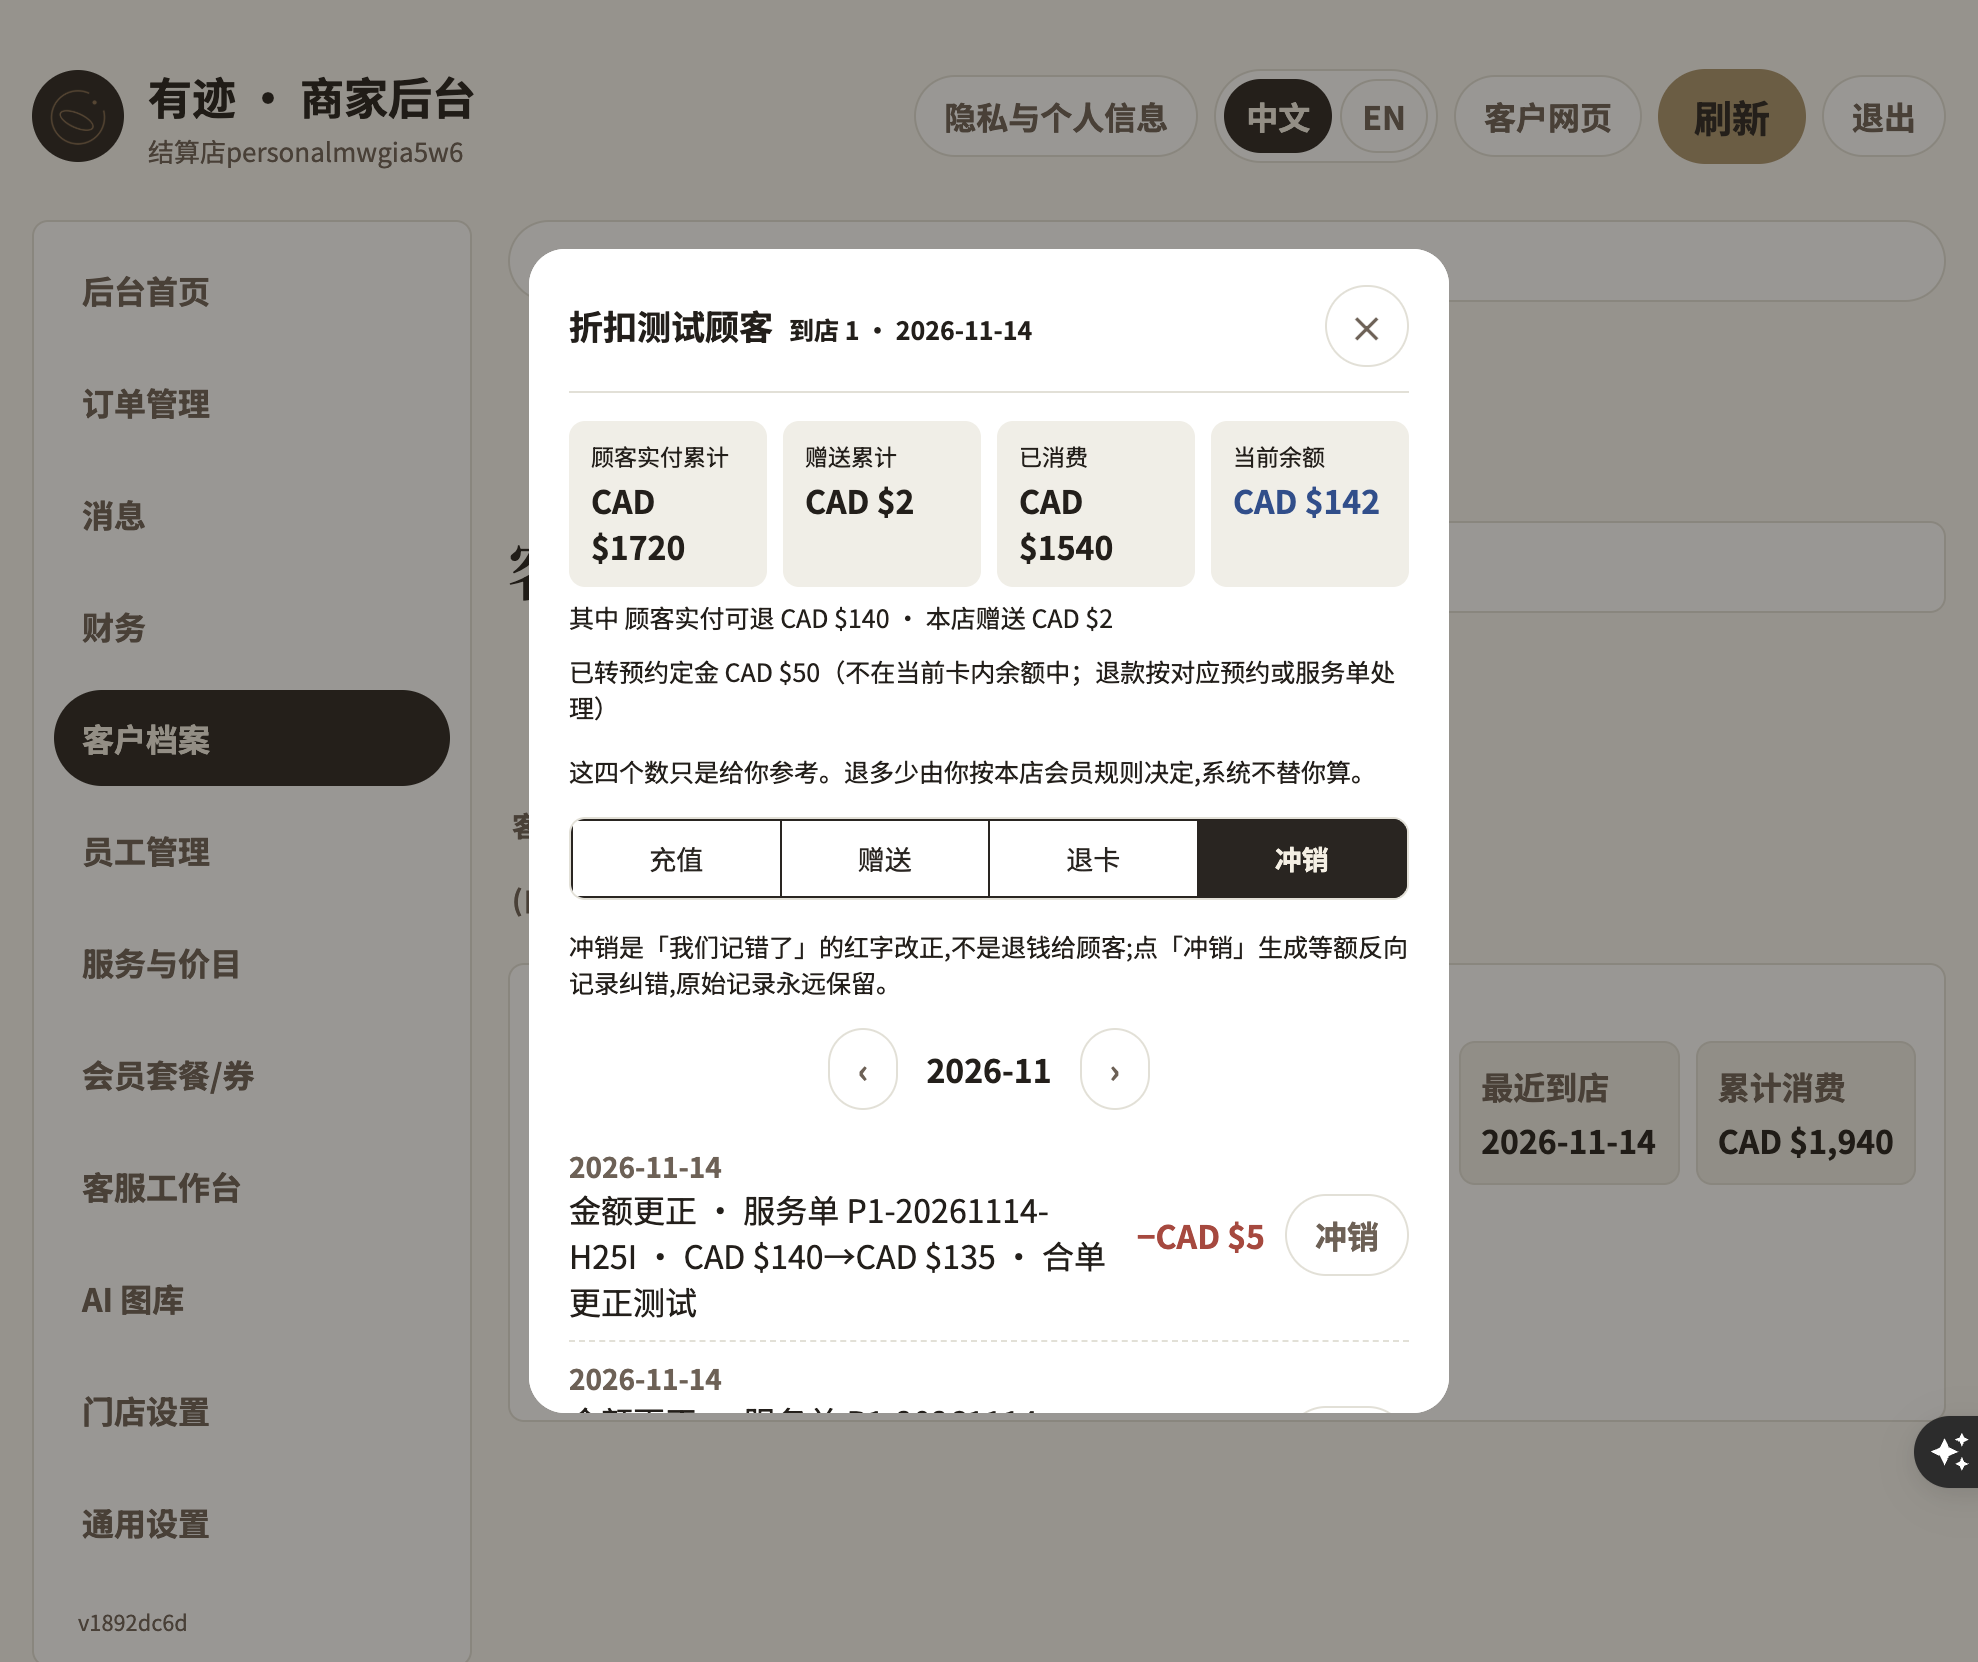 有迹 · 商家后台
结算店personalmwgia5w6
隐私与个人信息
中文
EN
客户网页
刷新
退出
后台首页
订单管理
消息
财务
客户档案
员工管理
服务与价目
会员套餐/券
客服工作台
AI 图库
门店设置
通用设置
v1892dc6d
折扣测试顾客 到店 1 · 2026-11-14
×
顾客实付累计
CAD
$1720
赠送累计
CAD $2
已消费
CAD
$1540
当前余额
CAD $142
其中 顾客实付可退 CAD $140 · 本店赠送 CAD $2
已转预约定金 CAD $50（不在当前卡内余额中；退款按对应预约或服务单处
理）
这四个数只是给你参考。退多少由你按本店会员规则决定,系统不替你算。
充值
赠送
退卡
冲销
冲销是「我们记错了」的红字改正,不是退钱给顾客;点「冲销」生成等额反向
记录纠错,原始记录永远保留。
‹ 2026-11 ›
2026-11-14
金额更正 · 服务单 P1-20261114-
H25I · CAD $140→CAD $135 · 合单
更正测试
−CAD $5
冲销
2026-11-14
最近到店
2026-11-14
累计消费
CAD $1,940